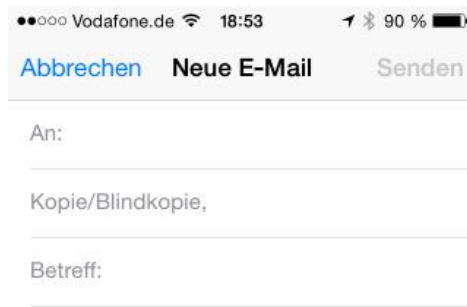 Vodafone.de 18:53 90 %
Abbrechen Neue E-Mail Senden
An:
Kopie/Blindkopie,
Betreff: